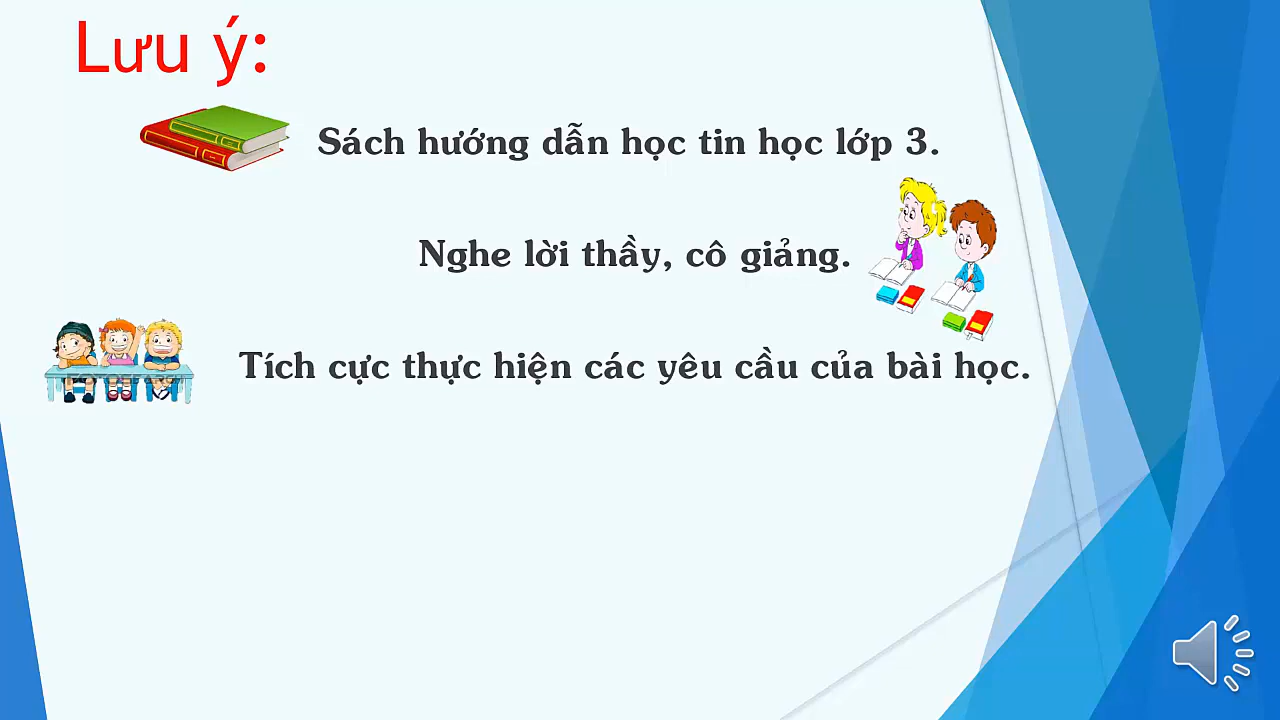 Lưu ý:
Sách hướng dẫn học tin học lớp 3.
Nghe lời thầy, cô giảng.
Tích cực thực hiện các yêu cầu của bài học.